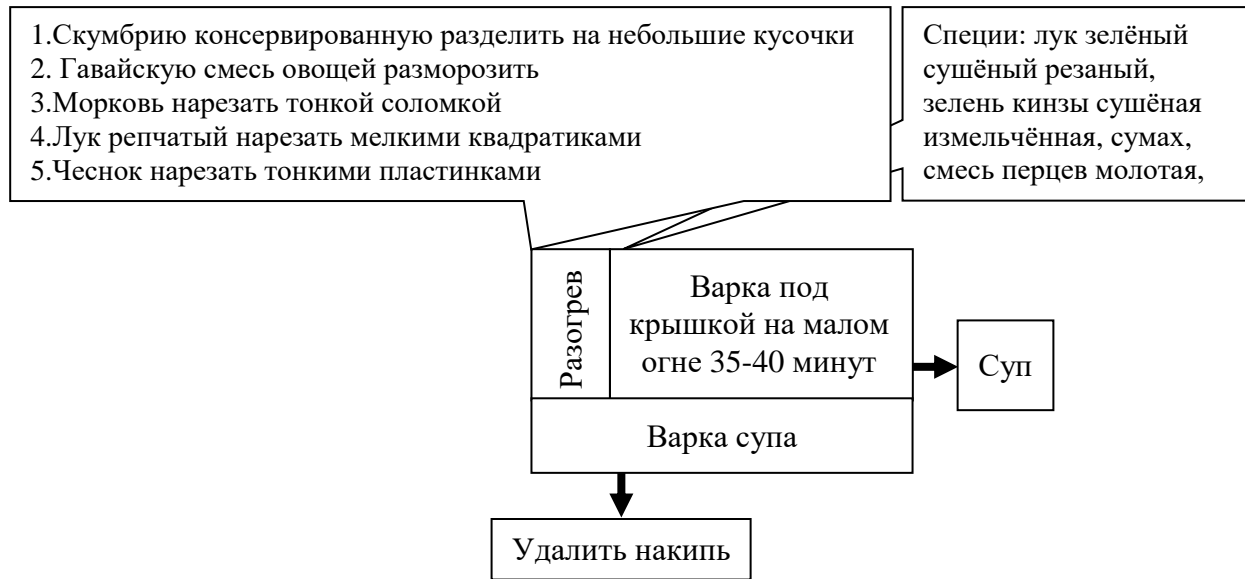 1.Скумбрию консервированную разделить на небольшие кусочки
2. Гавайскую смесь овощей разморозить
3.Морковь нарезать тонкой соломкой
4.Лук репчатый нарезать мелкими квадратиками
5.Чеснок нарезать тонкими пластинками
Специи: лук зелёный
сушёный резаный,
зелень кинзы сушёная
измельчённая, сумах,
смесь перцев молотая,
Разогрев
Варка под
крышкой на малом
огне 35-40 минут
Суп
Варка супа
Удалить накипь